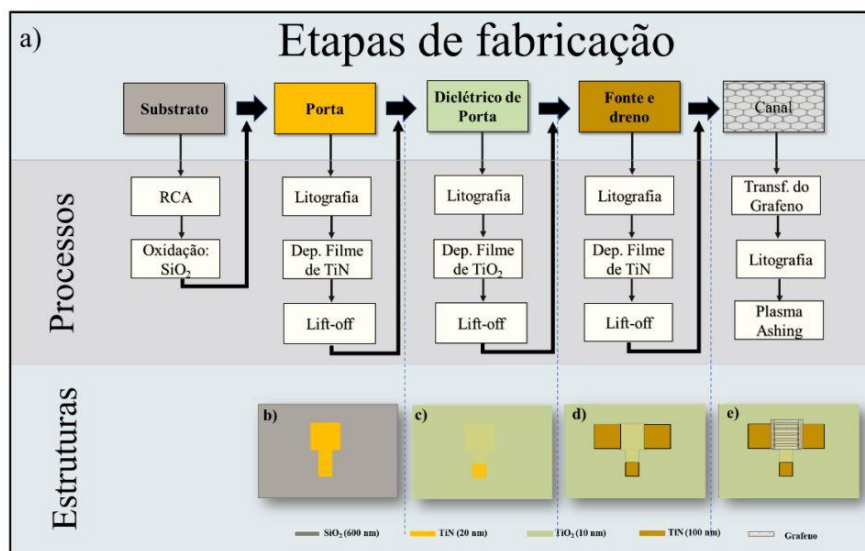 a)
Etapas de fabricação
Substrato
Porta
Dielétrico de
Porta
Fonte e
dreno
Canal
Processos
RCA
Oxidação:
SiO₂
Litografia
Dep. Filme
de TiN
Lift-off
Litografia
Dep. Filme
de TiO₂
Lift-off
Litografia
Dep. Filme
de TiN
Lift-off
Transf. do
Grafeno
Litografia
Plasma
Ashing
Estruturas
b)
c)
d)
e)
SiO₂ (600 nm)
TiN (20 nm)
TiO₂ (10 nm)
TiN (100 nm)
Grafeno